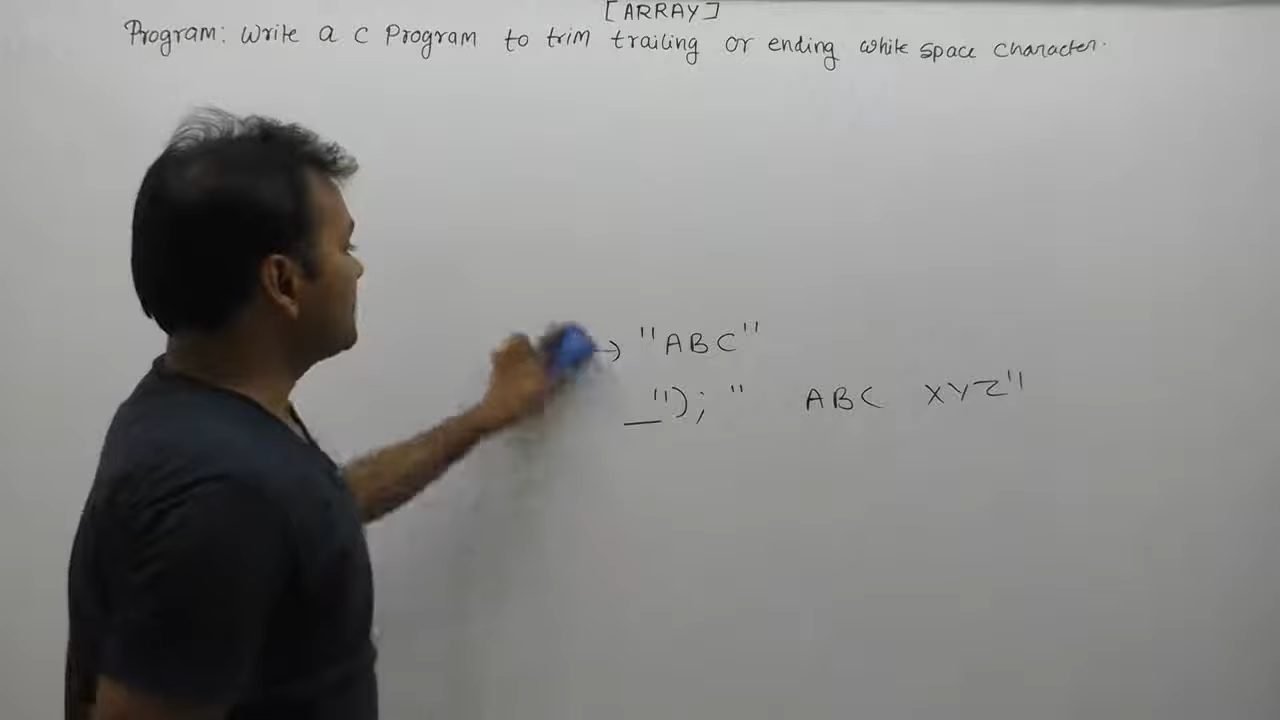 [ARRAY]
Program: Write a C Program to trim trailing or ending white space character.
→ "ABC"
_"); " ABC XYZ"